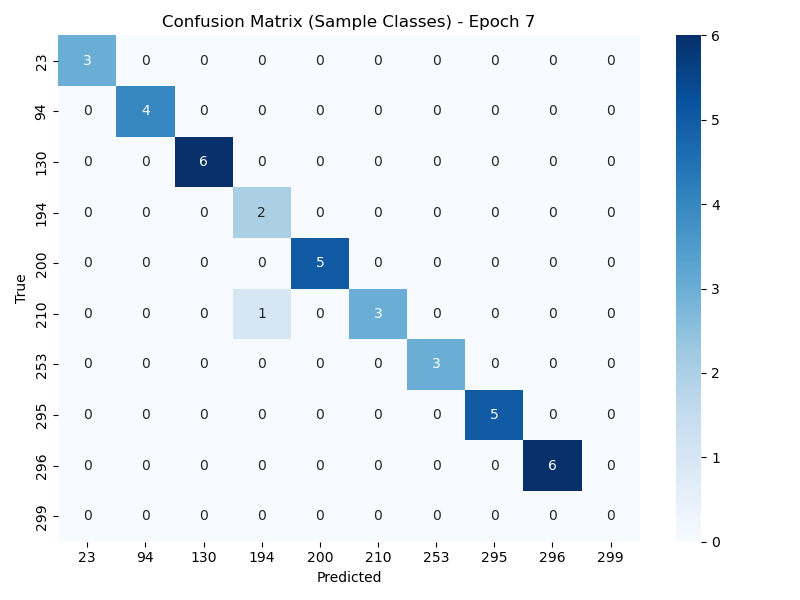 Confusion Matrix (Sample Classes) - Epoch 7
23 3 0 0 0 0 0 0 0 0 0
94 0 4 0 0 0 0 0 0 0 0
130 0 0 6 0 0 0 0 0 0 0
194 0 0 0 2 0 0 0 0 0 0
200 0 0 0 0 5 0 0 0 0 0
210 0 0 0 1 0 3 0 0 0 0
253 0 0 0 0 0 0 3 0 0 0
295 0 0 0 0 0 0 0 5 0 0
296 0 0 0 0 0 0 0 0 6 0
299 0 0 0 0 0 0 0 0 0 0
True
23 94 130 194 200 210 253 295 296 299
Predicted
6
5
4
3
2
1
0